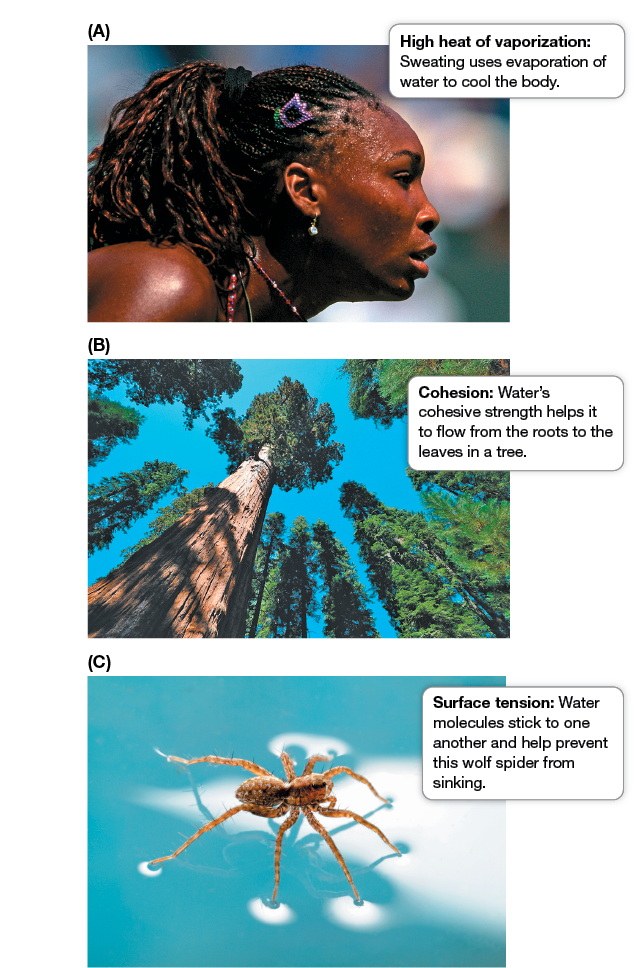 (A)
High heat of vaporization:
Sweating uses evaporation of
water to cool the body.
(B)
Cohesion: Water's
cohesive strength helps it
to flow from the roots to the
leaves in a tree.
(C)
Surface tension: Water
molecules stick to one
another and help prevent
this wolf spider from
sinking.